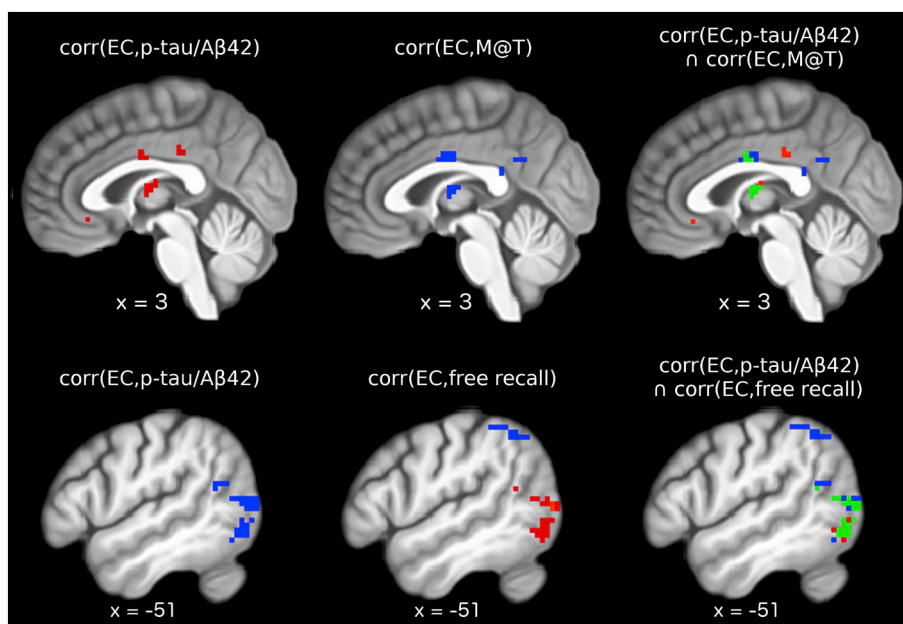 corr(EC,p-tau/Aβ42)
corr(EC,M@T)
corr(EC,p-tau/Aβ42)
∩ corr(EC,M@T)
x = 3
x = 3
x = 3
corr(EC,p-tau/Aβ42)
corr(EC,free recall)
corr(EC,p-tau/Aβ42)
∩ corr(EC,free recall)
x = -51
x = -51
x = -51